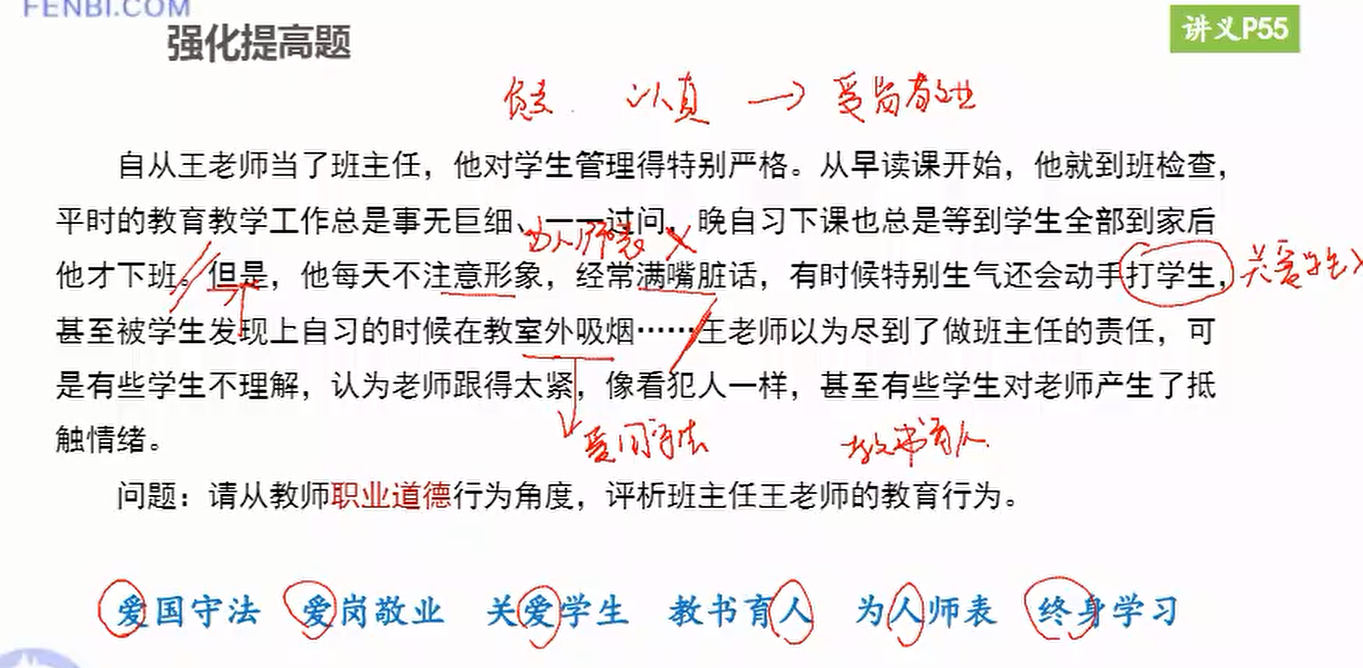 FENBI.COM
强化提高题
讲义P55
负责 认真 → 爱岗敬业
自从王老师当了班主任，他对学生管理得特别严格。从早读课开始，他就到班检查，
平时的教育教学工作总是事无巨细、一一过问，晚自习下课也总是等到学生全部到家后
为人师表 ×
他才下班。但是，他每天不注意形象，经常满嘴脏话，有时候特别生气还会动手打学生，
关爱学生 ×
甚至被学生发现上自习的时候在教室外吸烟……王老师以为尽到了做班主任的责任，可
是有些学生不理解，认为老师跟得太紧，像看犯人一样，甚至有些学生对老师产生了抵
触情绪。
爱国守法 教书育人
问题：请从教师职业道德行为角度，评析班主任王老师的教育行为。
爱国守法 爱岗敬业 关爱学生 教书育人 为人师表 终身学习